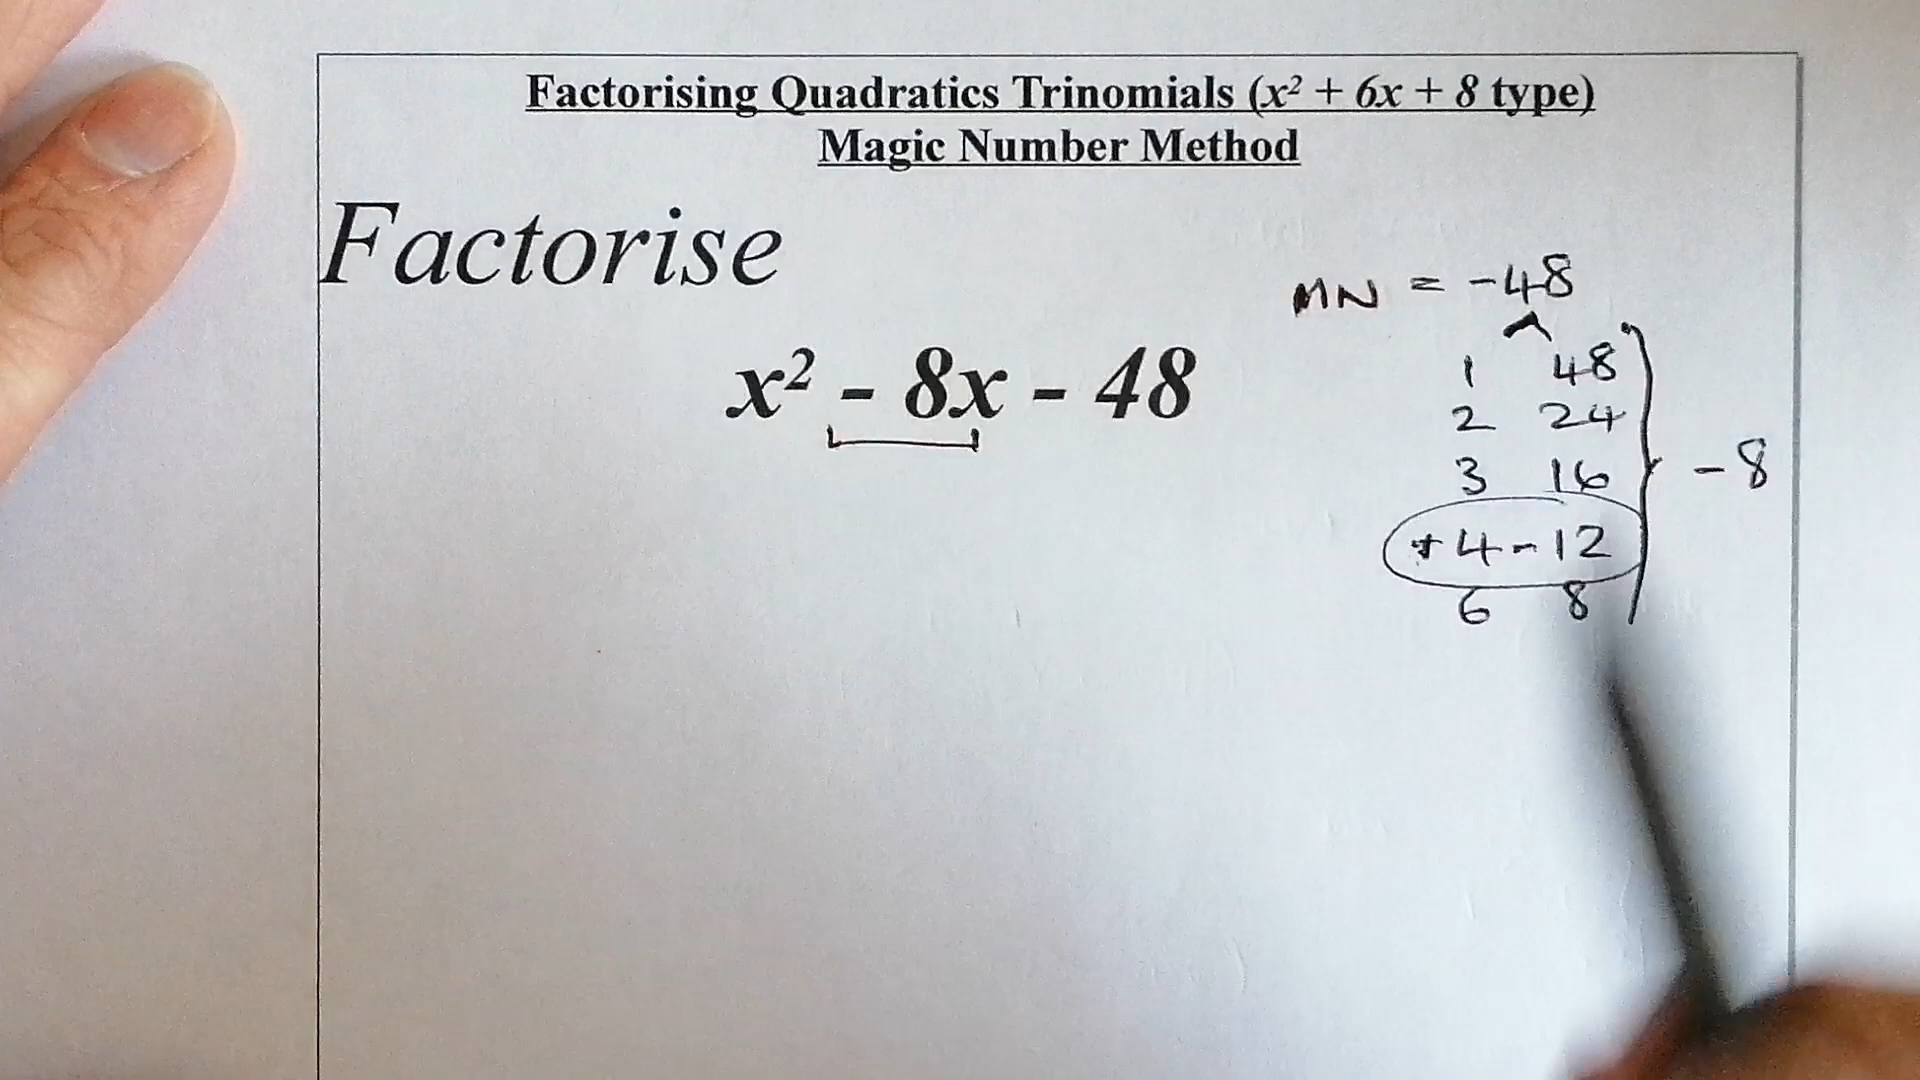 Factorising Quadratics Trinomials (x² + 6x + 8 type)
Magic Number Method
Factorise
x² - 8x - 48
MN = -48
1 48
2 24
3 16
+4 -12
6 8
-8